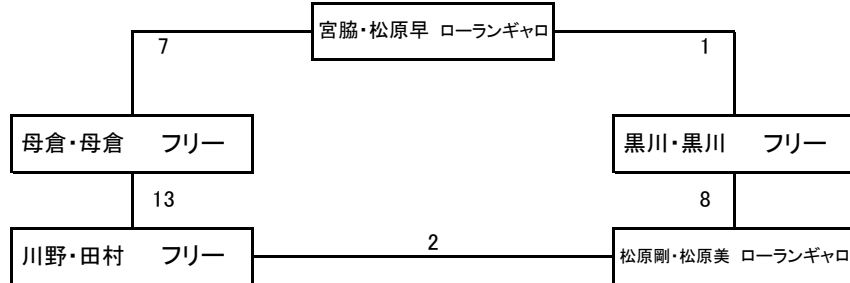 宮脇・松原早 ローランギャロ
7
1
母倉・母倉 フリー
黒川・黒川 フリー
13
8
川野・田村 フリー
2
松原剛・松原美 ローランギャロ